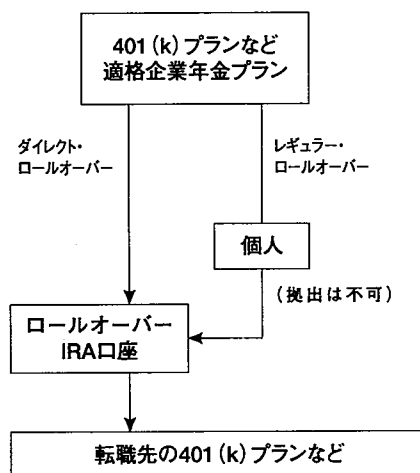 401(k)プランなど
適格企業年金プラン
ダイレクト・
ロールオーバー
レギュラー・
ロールオーバー
個人
(拠出は不可)
ロールオーバー
IRA口座
転職先の401(k)プランなど